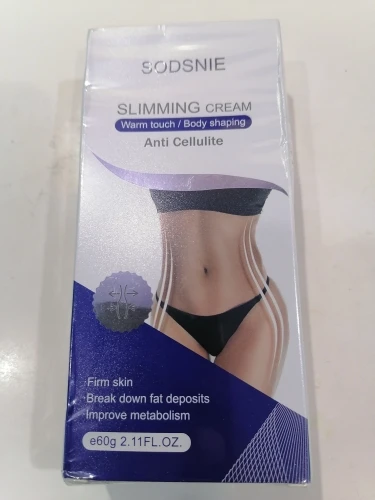 SODSNIE
SLIMMING CREAM
Warm touch / Body shaping
Anti Cellulite
Firm skin
Break down fat deposits
Improve metabolism
e60g 2.11FL.OZ.